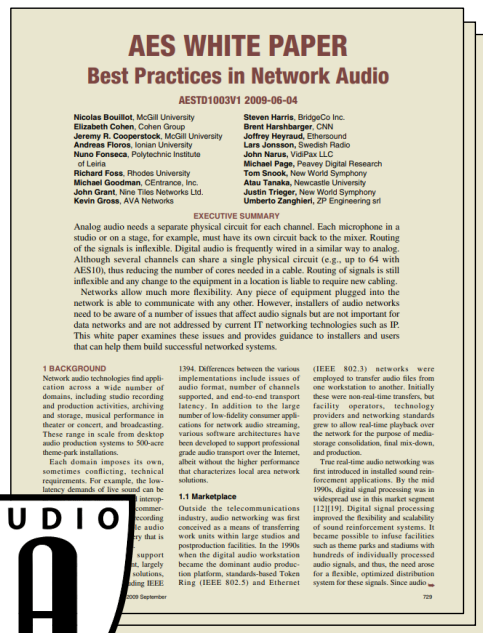 AES WHITE PAPER
Best Practices in Network Audio
AESTD1003V1 2009-06-04
Nicolas Bouillot, McGill University
Elizabeth Cohen, Cohen Group
Jeremy R. Cooperstock, McGill University
Andreas Floros, Ionian University
Nuno Fonseca, Polytechnic Institute
of Leiria
Richard Foss, Rhodes University
Michael Goodman, CEntrance, Inc.
John Grant, Nine Tiles Networks Ltd.
Kevin Gross, AVA Networks
Steven Harris, BridgeCo Inc.
Brent Harshbarger, CNN
Joffrey Heyraud, Ethersound
Lars Jonsson, Swedish Radio
John Narus, VidiPax LLC
Michael Page, Peavey Digital Research
Tom Snook, New World Symphony
Atau Tanaka, Newcastle University
Justin Trieger, New World Symphony
Umberto Zanghieri, ZP Engineering srl
EXECUTIVE SUMMARY
Analog audio needs a separate physical circuit for each channel. Each microphone in a
studio or on a stage, for example, must have its own circuit back to the mixer. Routing
of the signals is inflexible. Digital audio is frequently wired in a similar way to analog.
Although several channels can share a single physical circuit (e.g., up to 64 with
AES10), thus reducing the number of cores needed in a cable. Routing of signals is still
inflexible and any change to the equipment in a location is liable to require new cabling.
Networks allow much more flexibility. Any piece of equipment plugged into the
network is able to communicate with any other. However, installers of audio networks
need to be aware of a number of issues that affect audio signals but are not important for
data networks and are not addressed by current IT networking technologies such as IP.
This white paper examines these issues and provides guidance to installers and users
that can help them build successful networked systems.
1 BACKGROUND
Network audio technologies find appli-
cation across a wide number of
domains, including studio recording
and production activities, archiving
and storage, musical performance in
theater or concert, and broadcasting.
These range in scale from desktop
audio production systems to 500-acre
theme-park installations.
Each domain imposes its own,
sometimes conflicting, technical
requirements. For example, the low-
latency demands of live sound can be
interop-
ommer-
ecording
le audio
ery that is
support
nt, largely
solutions,
ding IEEE
1394. Differences between the various
implementations include issues of
audio format, number of channels
supported, and end-to-end transport
latency. In addition to the large
number of low-fidelity consumer appli-
cations for network audio streaming,
various software architectures have
been developed to support professional
grade audio transport over the Internet,
albeit without the higher performance
that characterizes local area network
solutions.
1.1 Marketplace
Outside the telecommunications
industry, audio networking was first
conceived as a means of transferring
work units within large studios and
postproduction facilities. In the 1990s
when the digital audio workstation
became the dominant audio produc-
tion platform, standards-based Token
Ring (IEEE 802.5) and Ethernet
(IEEE 802.3) networks were
employed to transfer audio files from
one workstation to another. Initially
these were non-real-time transfers, but
facility operators, technology
providers and networking standards
grew to allow real-time playback over
the network for the purpose of media-
storage consolidation, final mix-down,
and production.
True real-time audio networking was
first introduced in installed sound rein-
forcement applications. By the mid
1990s, digital signal processing was in
widespread use in this market segment
[12][19]. Digital signal processing
improved the flexibility and scalability
of sound reinforcement systems. It
became possible to infuse facilities
such as theme parks and stadiums with
hundreds of individually processed
audio signals, and thus, the need arose
for a flexible, optimized distribution
system for these signals. Since audio
UDIO
A
2009 September
729